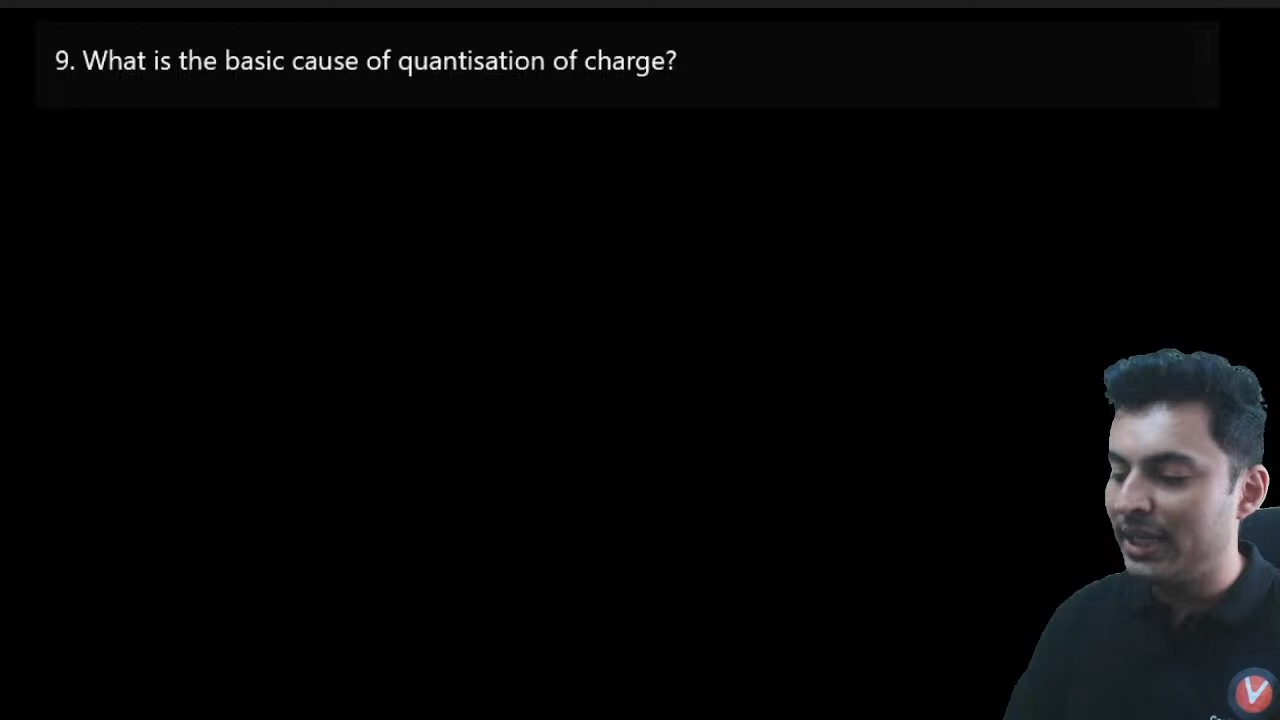 9. What is the basic cause of quantisation of charge?